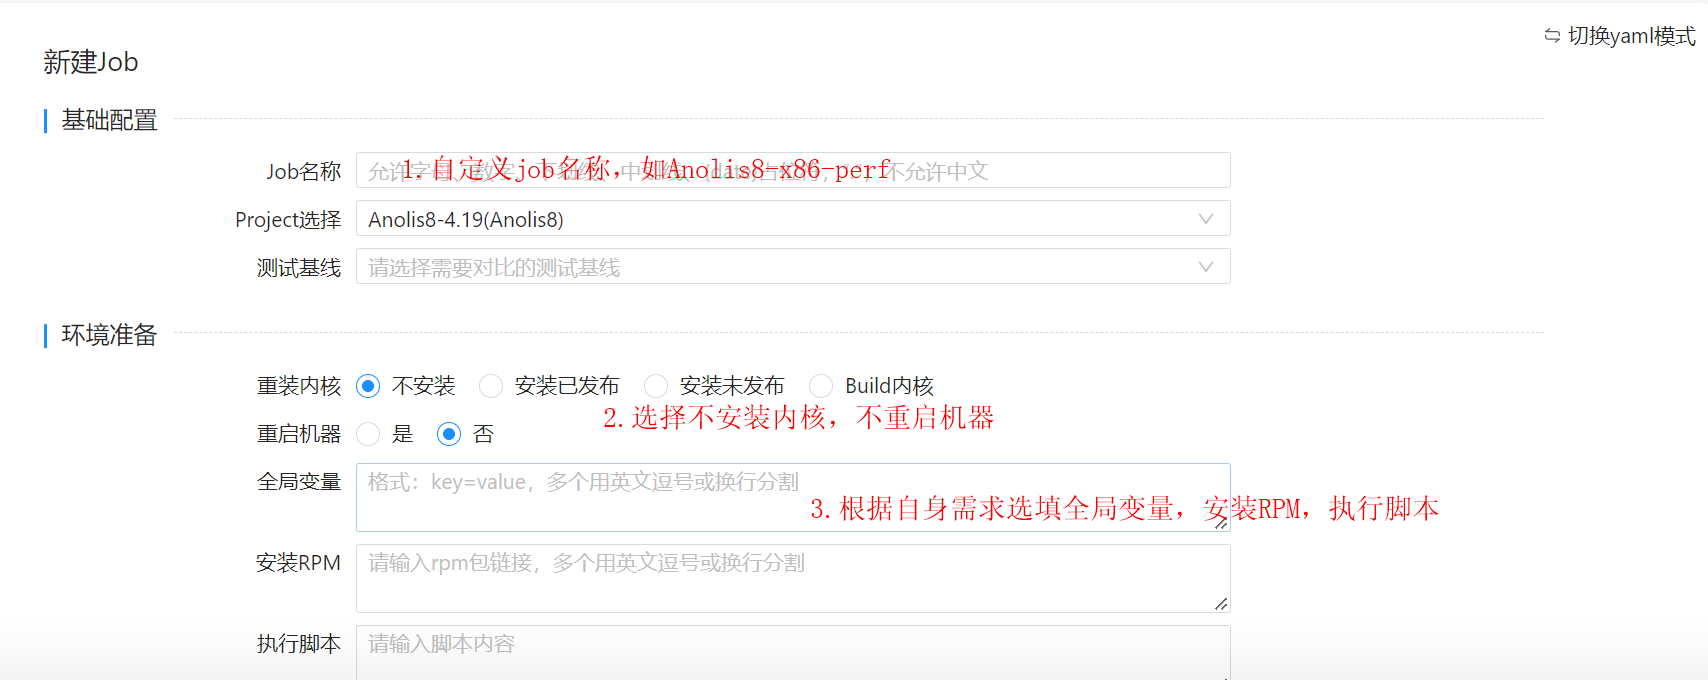 切换yaml模式
新建Job
基础配置
Job名称
1.自定义job名称，如Anolis8-x86-perf
不允许中文
Project选择 Anolis8-4.19(Anolis8)
测试基线 请选择需要对比的测试基线
环境准备
重装内核 不安装 安装已发布 安装未发布 Build内核
2.选择不安装内核，不重启机器
重启机器 是 否
全局变量 格式：key=value，多个用英文逗号或换行分割
3.根据自身需求选填全局变量，安装RPM，执行脚本
安装RPM 请输入rpm包链接，多个用英文逗号或换行分割
执行脚本 请输入脚本内容